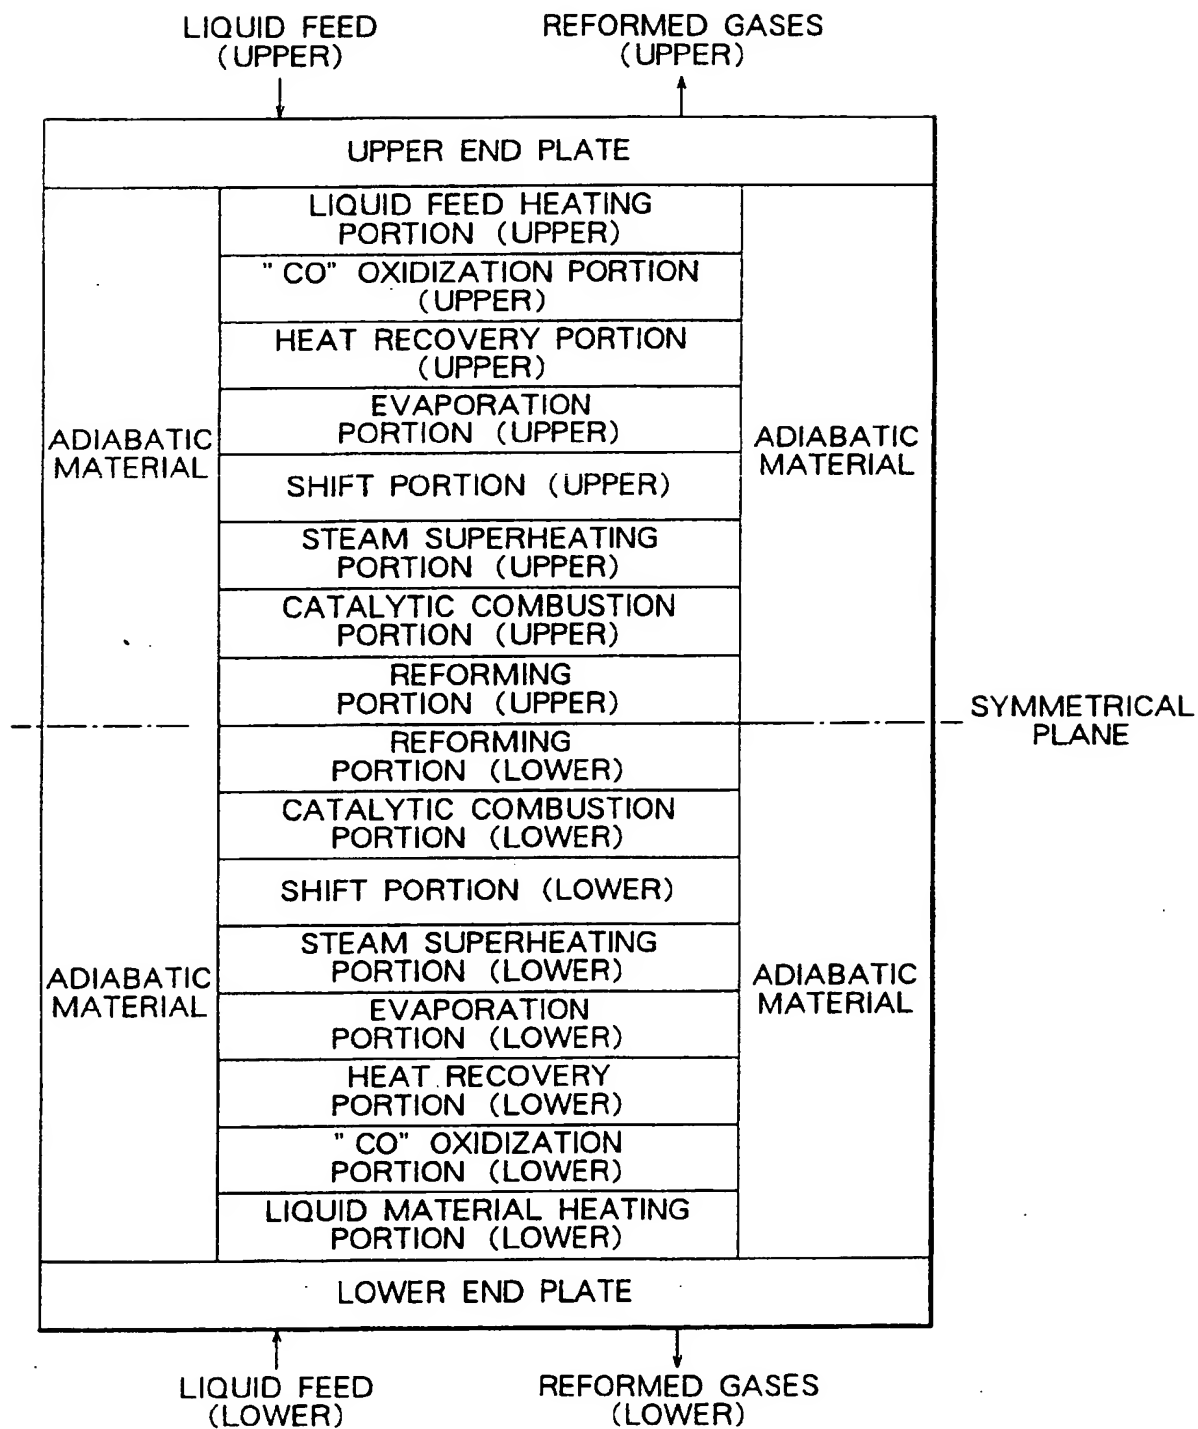 LIQUID FEED
(UPPER)
REFORMED GASES
(UPPER)
UPPER END PLATE
LIQUID FEED HEATING
PORTION (UPPER)
"CO" OXIDIZATION PORTION
(UPPER)
HEAT RECOVERY PORTION
(UPPER)
EVAPORATION
PORTION (UPPER)
ADIABATIC
MATERIAL
ADIABATIC
MATERIAL
SHIFT PORTION (UPPER)
STEAM SUPERHEATING
PORTION (UPPER)
CATALYTIC COMBUSTION
PORTION (UPPER)
REFORMING
PORTION (UPPER)
SYMMETRICAL
PLANE
REFORMING
PORTION (LOWER)
CATALYTIC COMBUSTION
PORTION (LOWER)
SHIFT PORTION (LOWER)
STEAM SUPERHEATING
PORTION (LOWER)
ADIABATIC
MATERIAL
ADIABATIC
MATERIAL
EVAPORATION
PORTION (LOWER)
HEAT RECOVERY
PORTION (LOWER)
"CO" OXIDIZATION
PORTION (LOWER)
LIQUID MATERIAL HEATING
PORTION (LOWER)
LOWER END PLATE
LIQUID FEED
(LOWER)
REFORMED GASES
(LOWER)